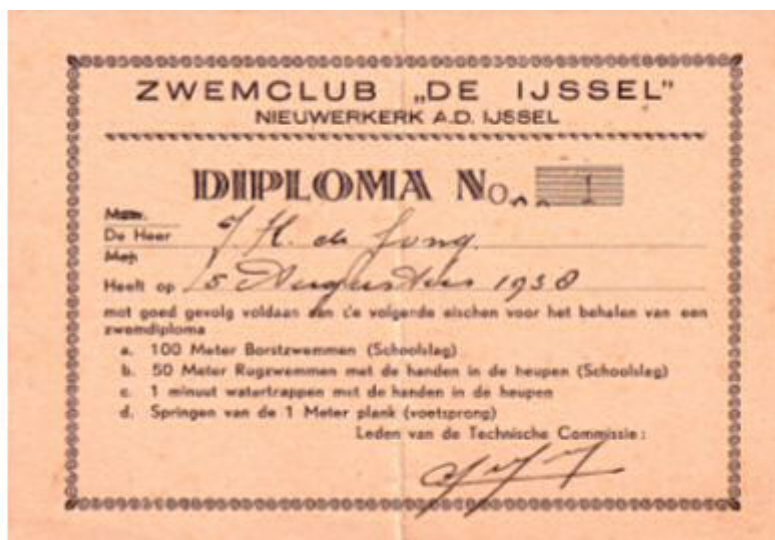 ZWEMCLUB „DE IJSSEL"
NIEUWERKERK A.D. IJSSEL
DIPLOMA No. 1
Mevr.
De Heer J. H. de Jong.
Mej.
Heeft op 15 Augustus 1938
met goed gevolg voldaan aan de volgende eischen voor het behalen van een
zwemdiploma
a. 100 Meter Borstzwemmen (Schoolslag)
b. 50 Meter Rugzwemmen met de handen in de heupen (Schoolslag)
c. 1 minuut watertrappen met de handen in de heupen
d. Springen van de 1 Meter plank (voetsprong)
Leden van de Technische Commissie :